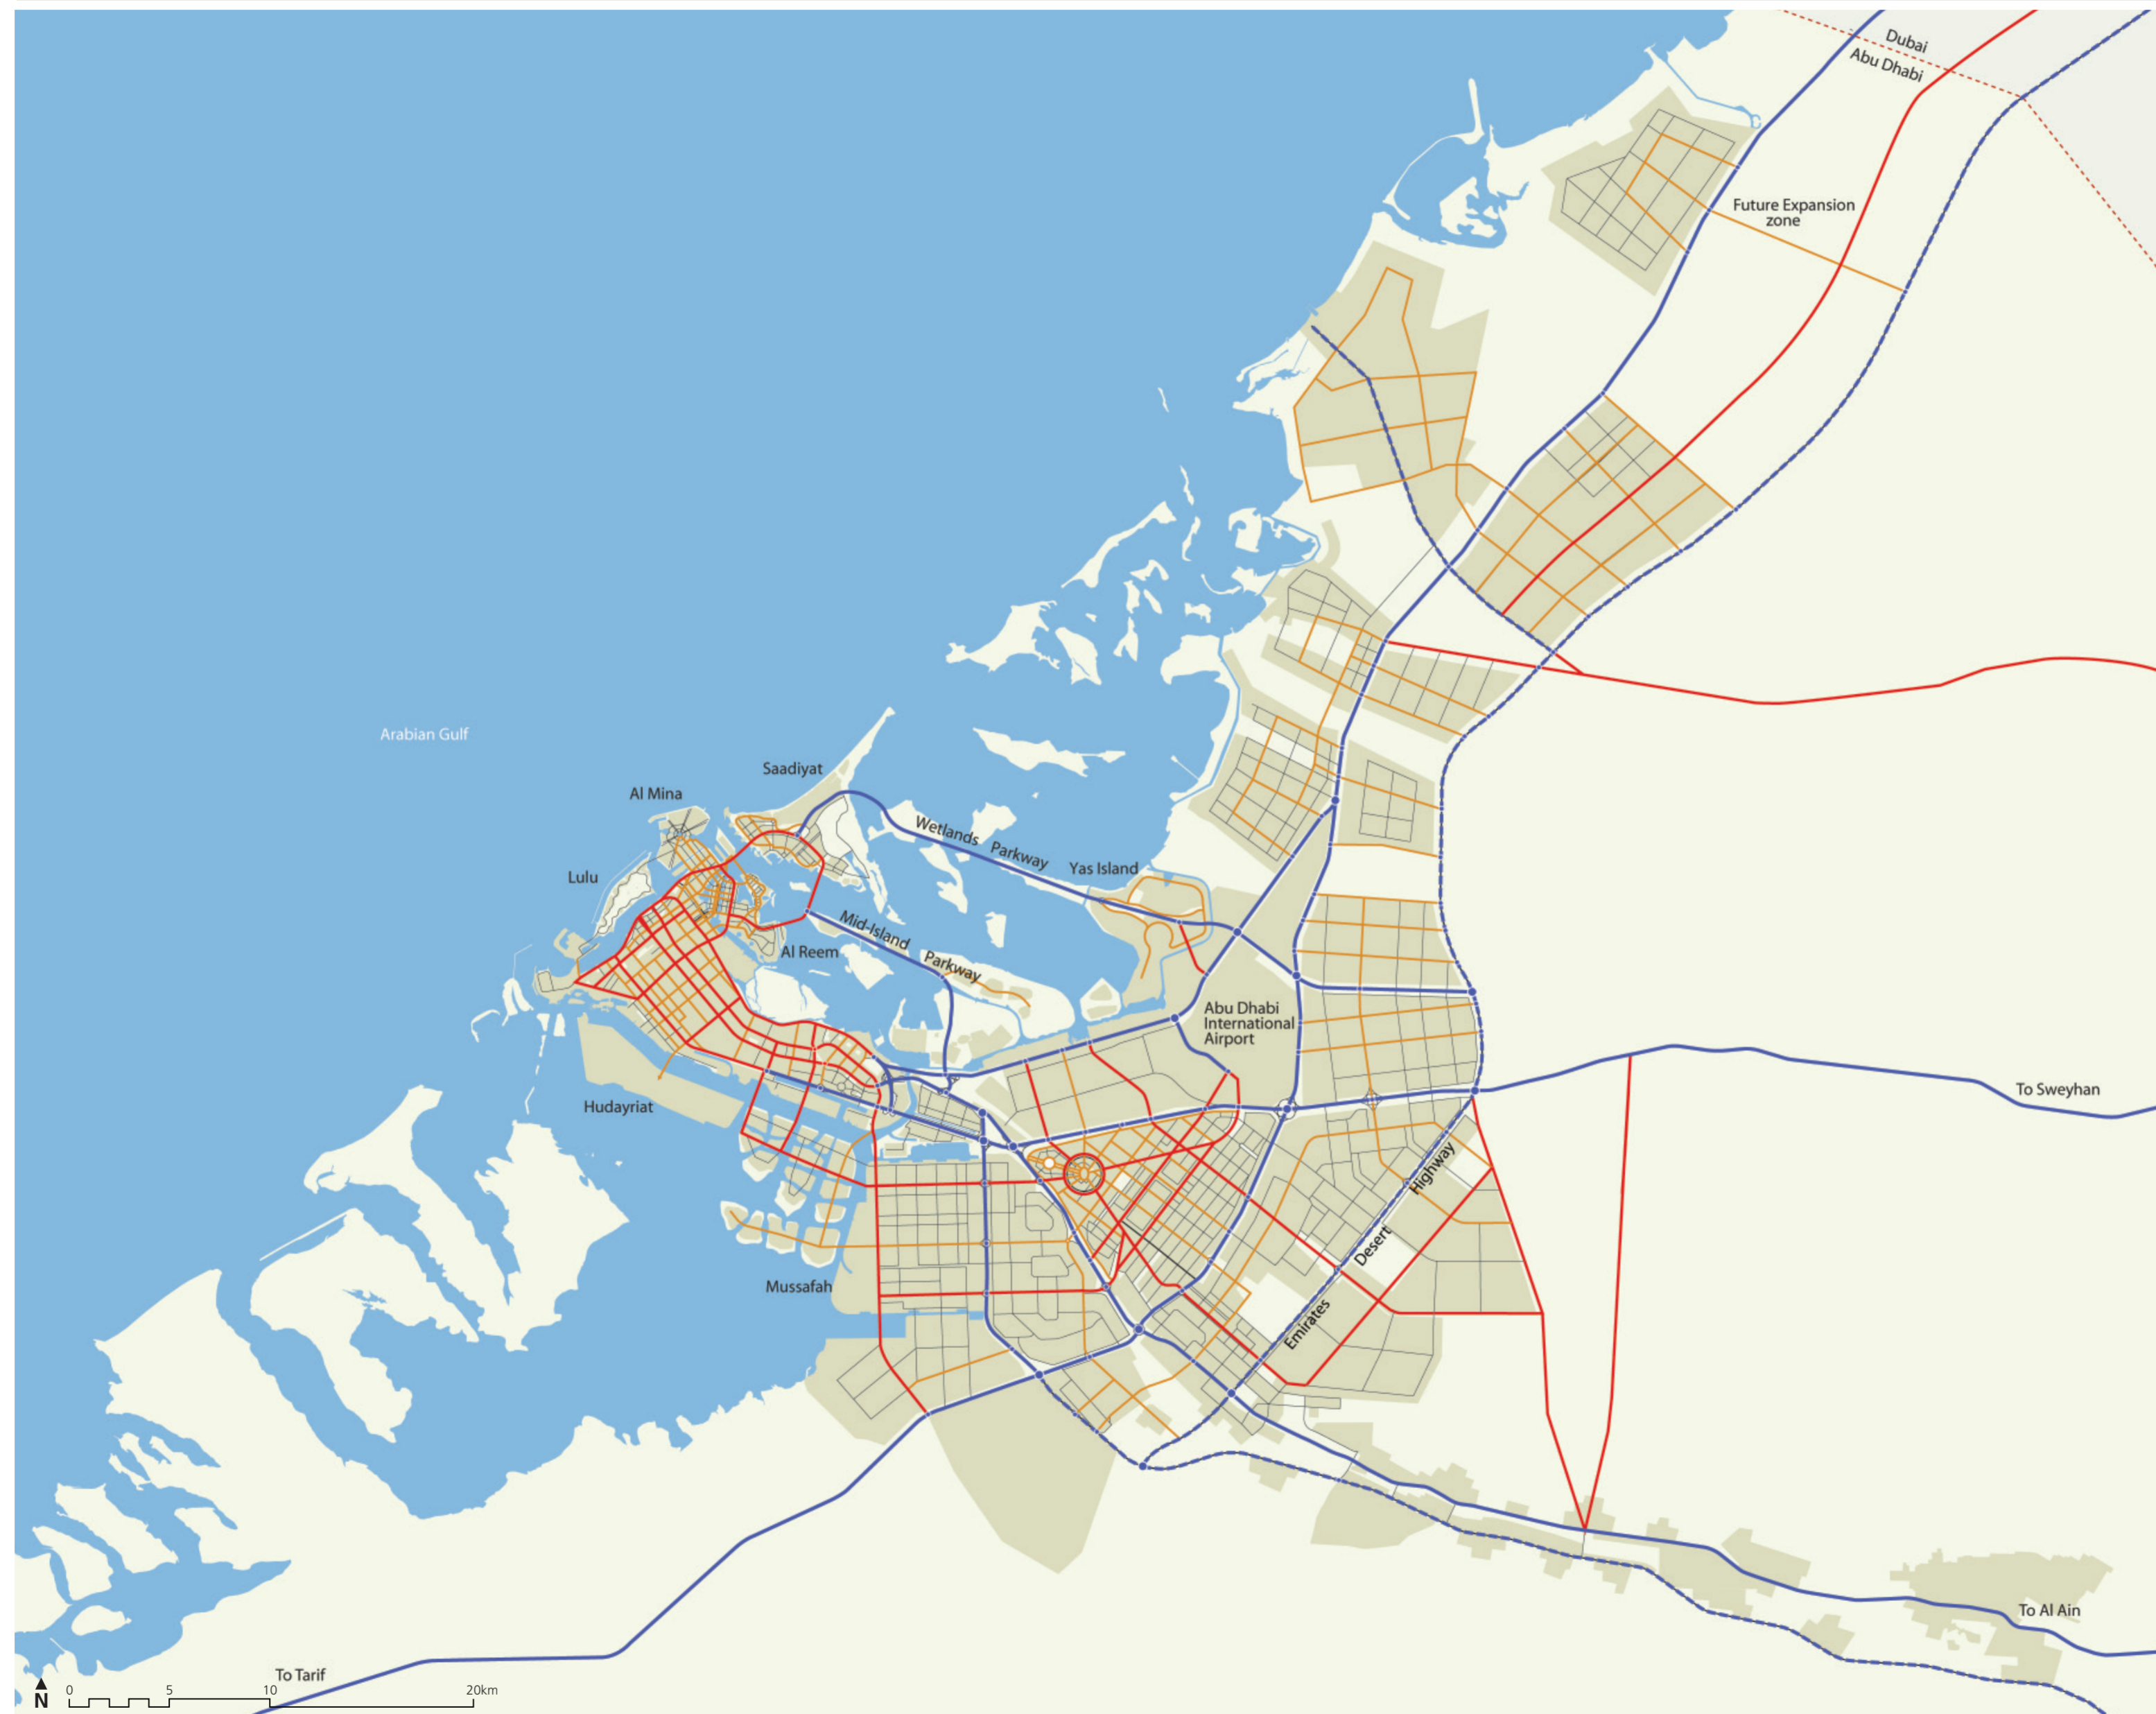 Dubai
Abu Dhabi
Future Expansion
zone
Arabian Gulf
Saadiyat
Al Mina
Wetlands Parkway
Yas Island
Lulu
Mid-Island Parkway
Al Reem
Abu Dhabi
International
Airport
To Sweyhan
Hudayriat
Emirates Desert Highway
Mussafah
To Al Ain
To Tarif
N
0 5 10 20km